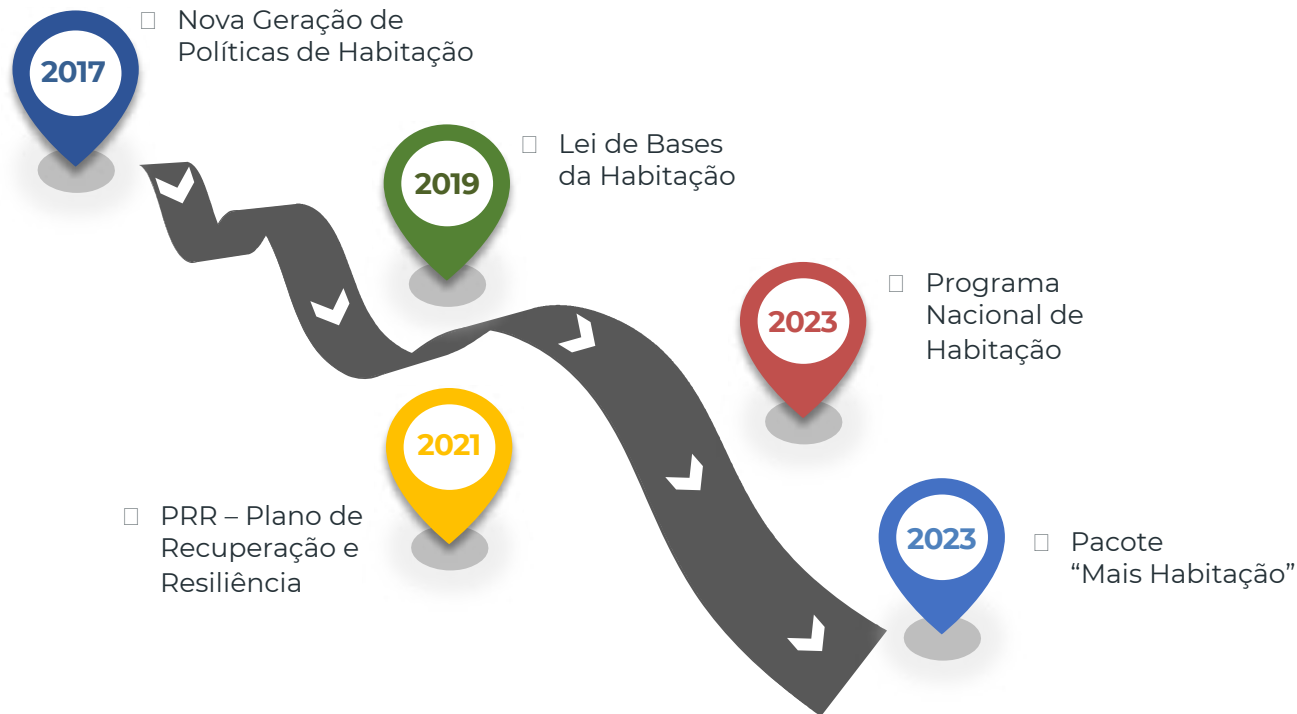 2017
Nova Geração de
Políticas de Habitação
2019
Lei de Bases
da Habitação
2021
PRR – Plano de
Recuperação e
Resiliência
2023
Programa
Nacional de
Habitação
2023
Pacote
“Mais Habitação”